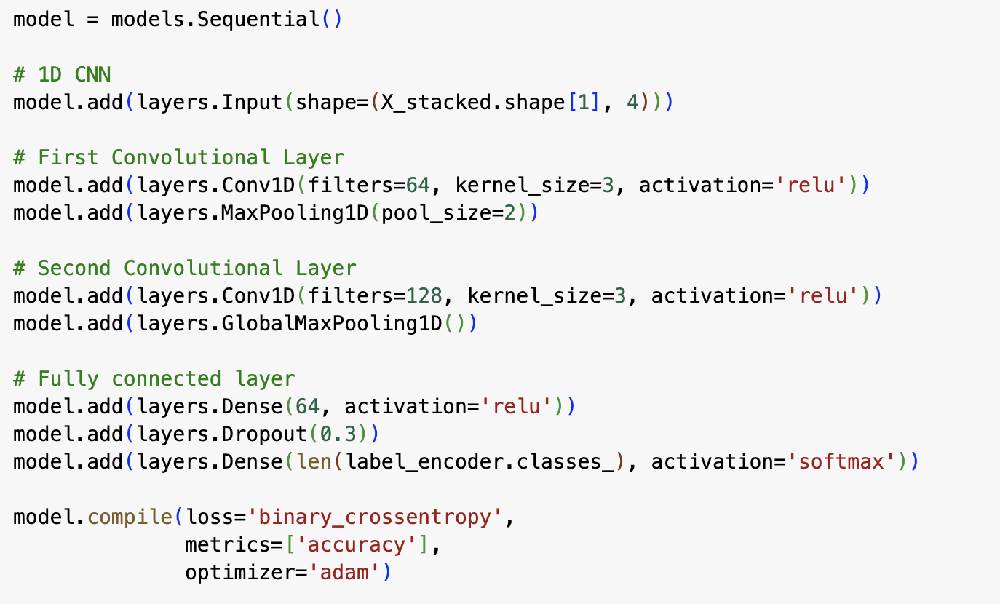 model = models.Sequential()
# 1D CNN
model.add(layers.Input(shape=(X_stacked.shape[1], 4)))
# First Convolutional Layer
model.add(layers.Conv1D(filters=64, kernel_size=3, activation='relu'))
model.add(layers.MaxPooling1D(pool_size=2))
# Second Convolutional Layer
model.add(layers.Conv1D(filters=128, kernel_size=3, activation='relu'))
model.add(layers.GlobalMaxPooling1D())
# Fully connected layer
model.add(layers.Dense(64, activation='relu'))
model.add(layers.Dropout(0.3))
model.add(layers.Dense(len(label_encoder.classes_), activation='softmax'))
model.compile(loss='binary_crossentropy',
              metrics=['accuracy'],
              optimizer='adam')